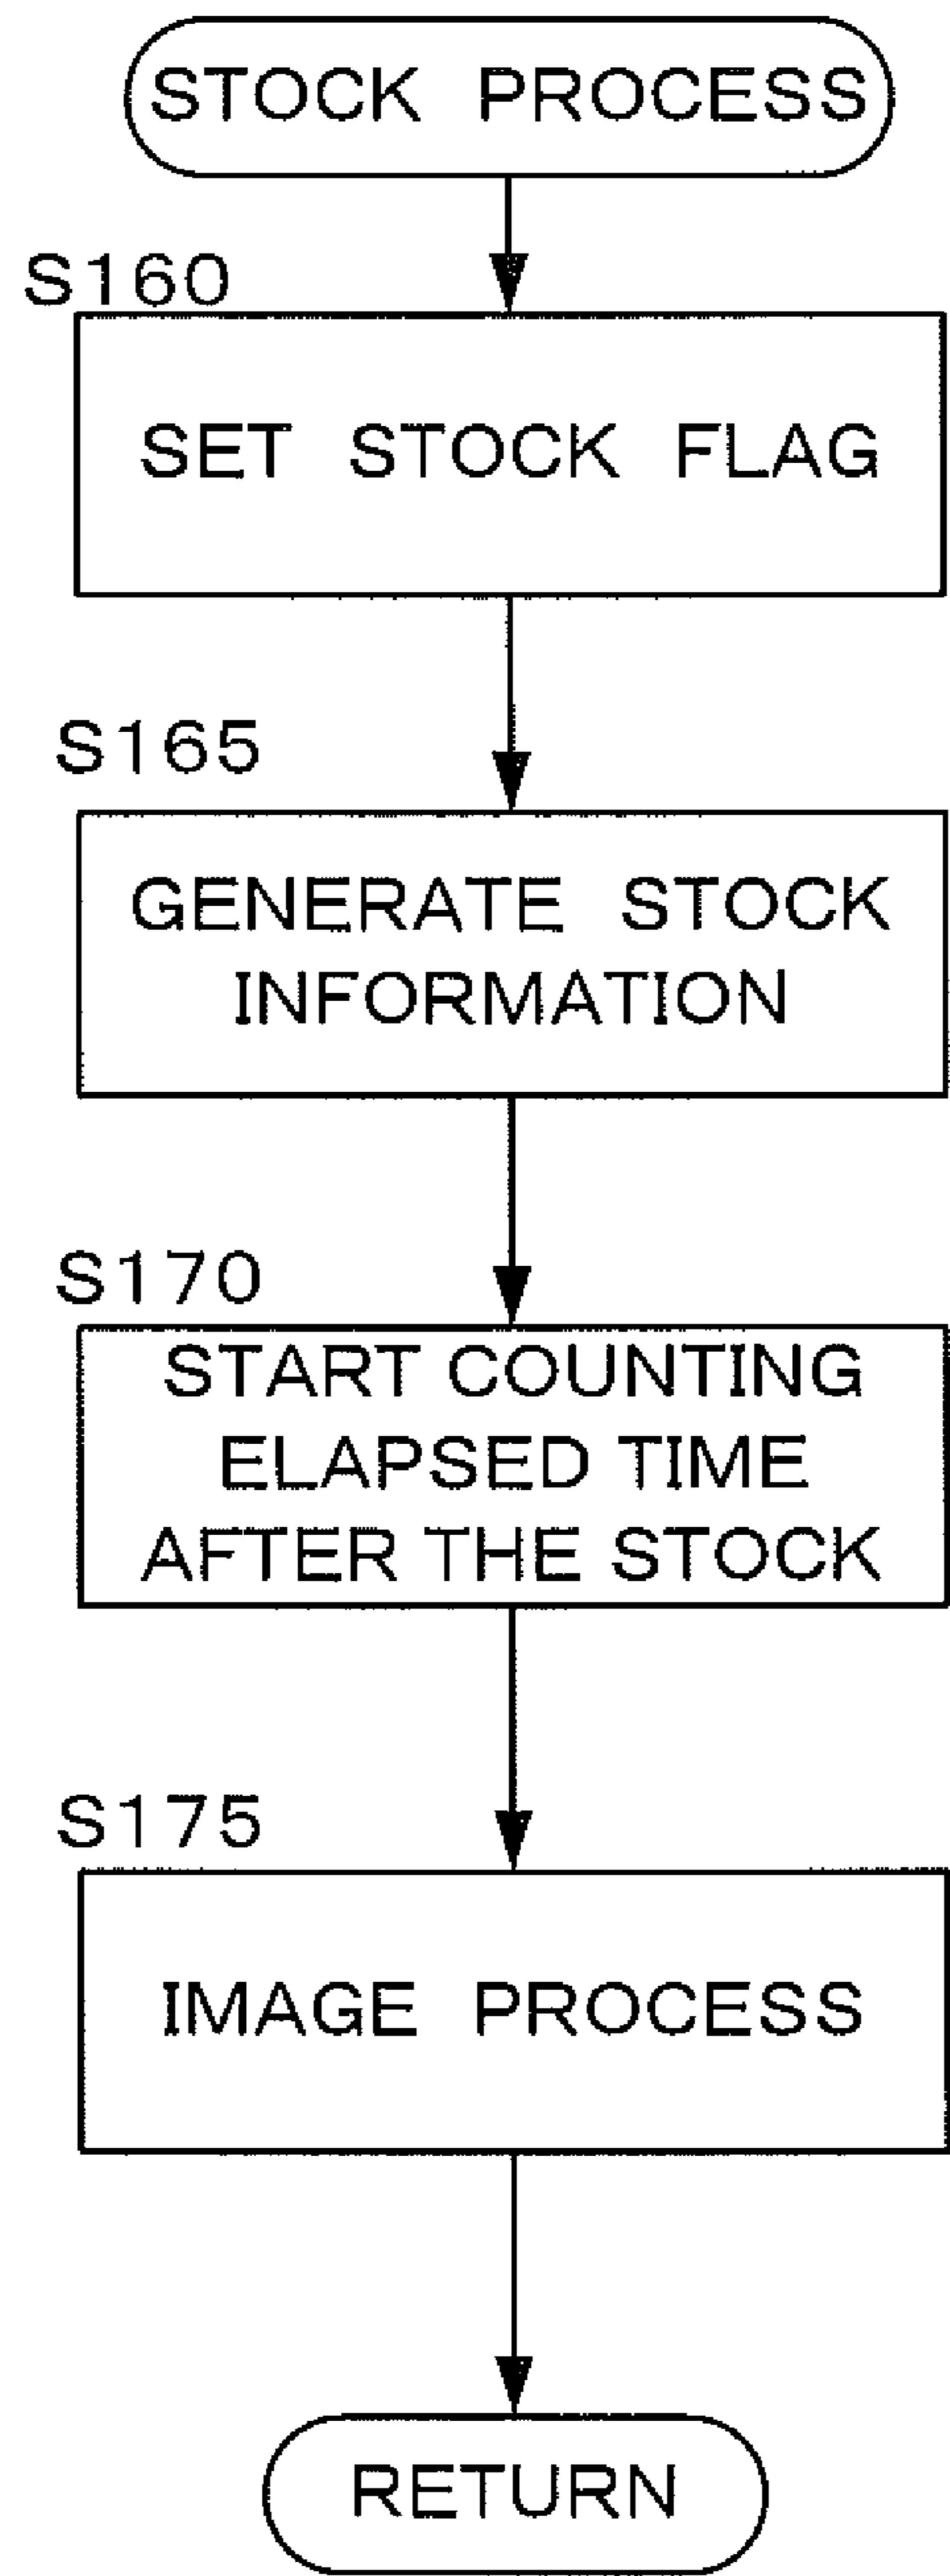 STOCK PROCESS
S160
SET STOCK FLAG
S165
GENERATE STOCK
INFORMATION
S170
START COUNTING
ELAPSED TIME
AFTER THE STOCK
S175
IMAGE PROCESS
RETURN